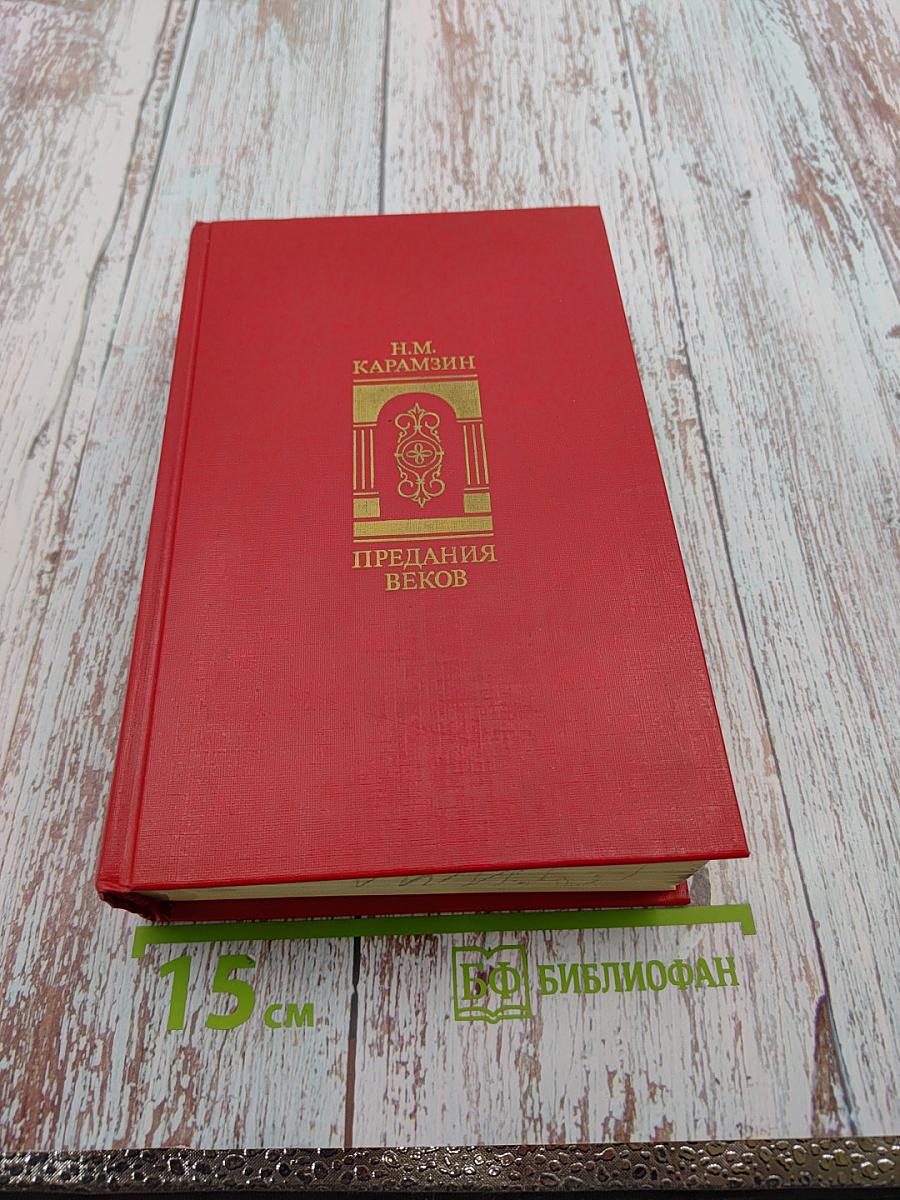 Н.М.
КАРАМЗИН
ПРЕДАНИЯ
ВЕКОВ
15 см
БФ БИБЛИОФАН